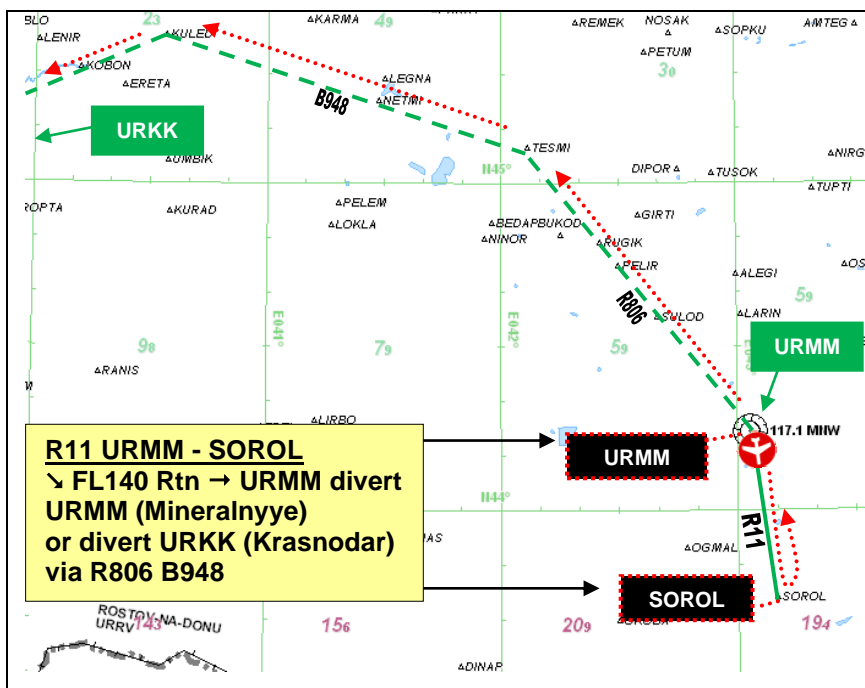 BLO
LENIR
23
KULED
KARMA
49
REMEK
NOSAK
SOPKU
AMTEG
KOBON
ERETA
LEGNA
NETMI
PETUM
30
B948
URKK
UMBIK
TESMI
N45°
DIPOR
TUSOK
NIRG
TUPTI
ROPTA
KURAD
PELEM
LOKLA
BEDAPBUKOD
NINOR
GIRTI
RUGIK
PELIR
ALEGI
OS
59
R806
SULOD
LARIN
E041°
E042°
98
79
59
RANIS
URMM
LIRBO
117.1 MNW
R11 URMM - SOROL
↘ FL140 Rtn → URMM divert
URMM (Mineralnyye)
or divert URKK (Krasnodar)
via R806 B948
URMM
N44°
R11
OGMAL
SOROL
SOROL
ROSTOV-NA-DONU
URRV
143
156
209
194
DINAP